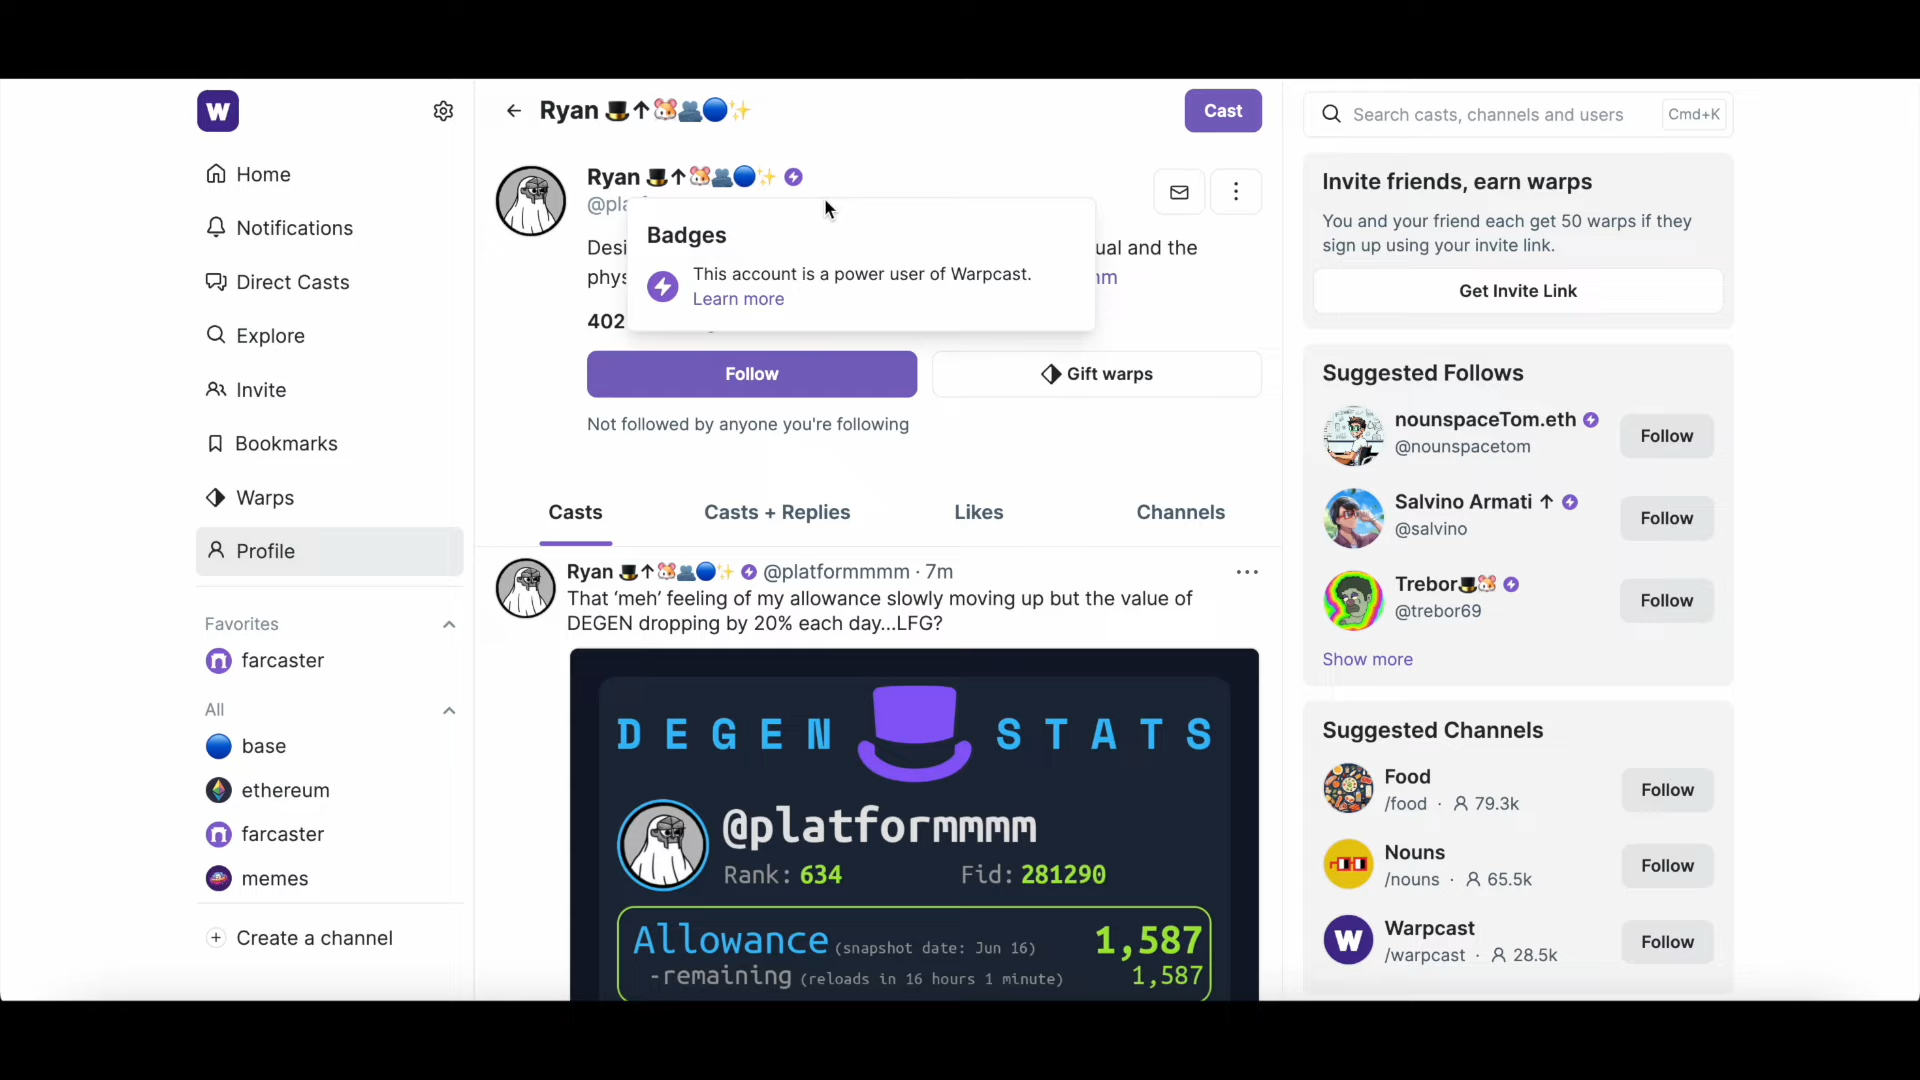 W
Home
Notifications
Direct Casts
Explore
Invite
Bookmarks
Warps
Profile
Favorites
farcaster
All
base
ethereum
farcaster
memes
Create a channel
Ryan 🎩↑🐹👥🔵✨
Cast
Ryan 🎩↑🐹👥🔵✨
Badges
This account is a power user of Warpcast.
Learn more
ual and the
402
Follow
Gift warps
Not followed by anyone you're following
Casts Casts + Replies Likes Channels
Ryan 🎩↑🐹👥🔵✨ @platformmmm · 7m
That ‘meh’ feeling of my allowance slowly moving up but the value of
DEGEN dropping by 20% each day...LFG?
DEGEN STATS
@platformmmm
Rank: 634 Fid: 281290
Allowance (snapshot date: Jun 16) 1,587
-remaining (reloads in 16 hours 1 minute) 1,587
Search casts, channels and users Cmd+K
Invite friends, earn warps
You and your friend each get 50 warps if they
sign up using your invite link.
Get Invite Link
Suggested Follows
nounspaceTom.eth
@nounspacetom
Follow
Salvino Armati ↑
@salvino
Follow
Trebor🎩🐹
@trebor69
Follow
Show more
Suggested Channels
Food
/food · 79.3k
Follow
Nouns
/nouns · 65.5k
Follow
W
Warpcast
/warpcast · 28.5k
Follow